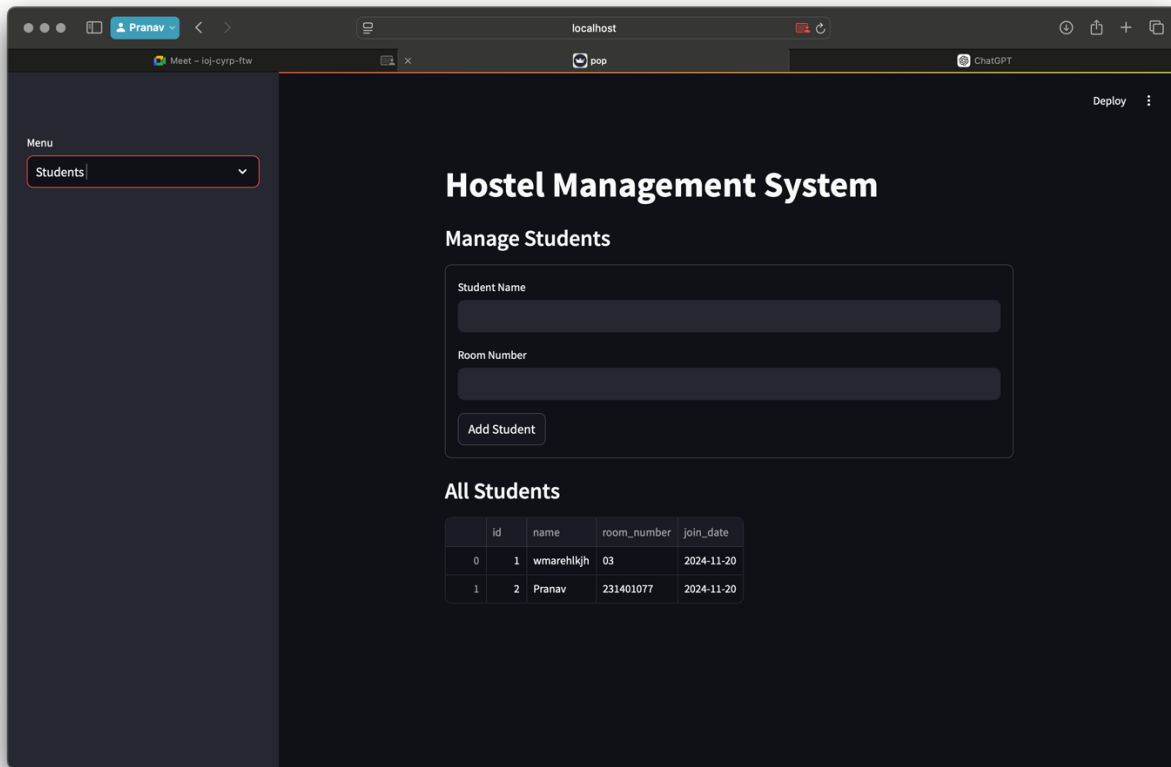 Pranav
localhost
Meet – ioj-cyrp-ftw
pop
ChatGPT
Deploy
Menu
Students
Hostel Management System
Manage Students
Student Name
Room Number
Add Student
All Students
id name room_number join_date
0 1 wmarehlkjh 03 2024-11-20
1 2 Pranav 231401077 2024-11-20